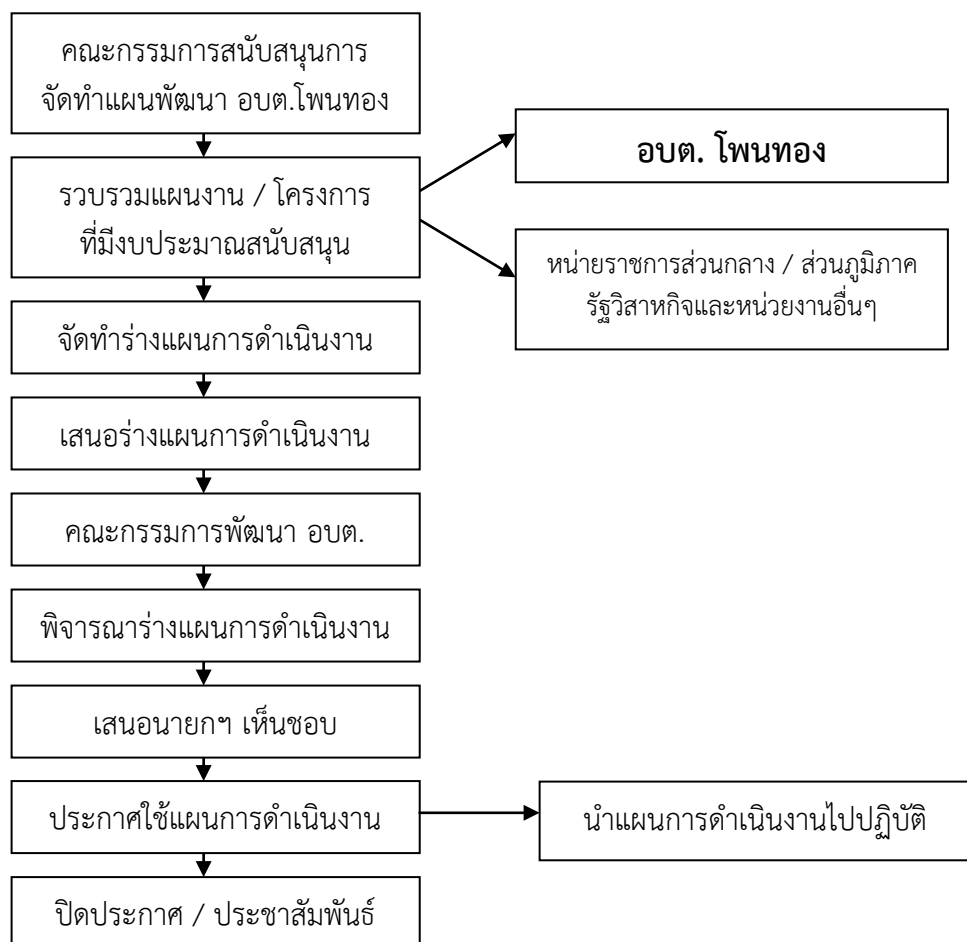 คณะกรรมการสนับสนุนการ
จัดทำแผนพัฒนา อบต.โพนทอง
รวบรวมแผนงาน / โครงการ
ที่มีงบประมาณสนับสนุน
อบต. โพนทอง
หน่ายราชการส่วนกลาง / ส่วนภูมิภาค
รัฐวิสาหกิจและหน่วยงานอื่นๆ
จัดทำร่างแผนการดำเนินงาน
เสนอร่างแผนการดำเนินงาน
คณะกรรมการพัฒนา อบต.
พิจารณาร่างแผนการดำเนินงาน
เสนอนายกฯ เห็นชอบ
ประกาศใช้แผนการดำเนินงาน
นำแผนการดำเนินงานไปปฏิบัติ
ปิดประกาศ / ประชาสัมพันธ์